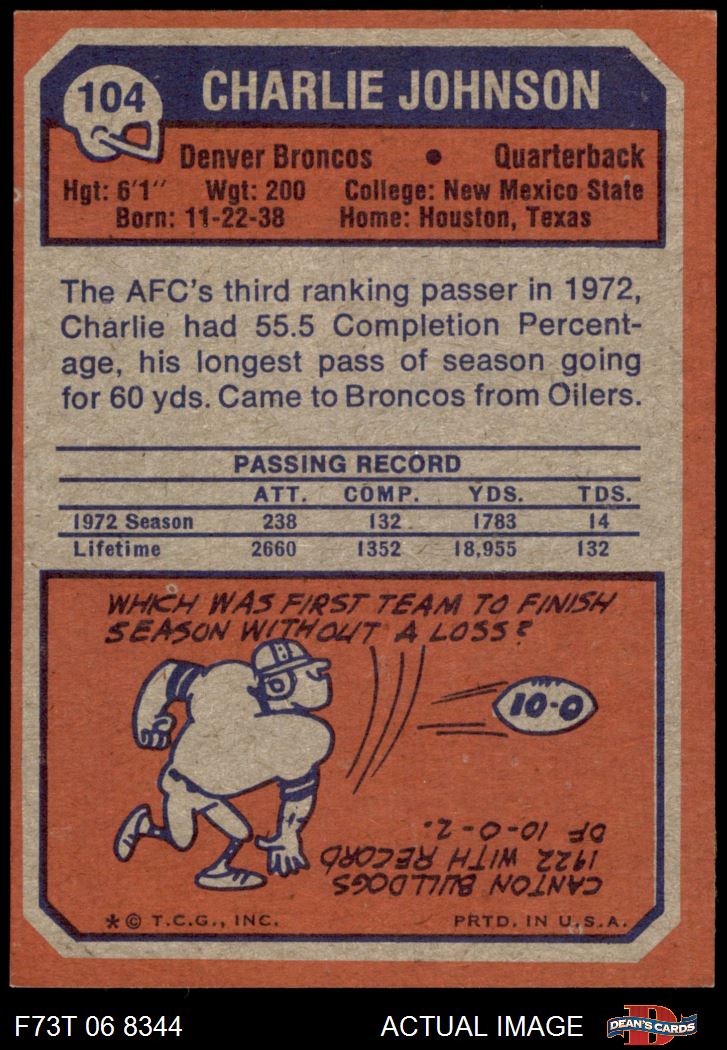 104
CHARLIE JOHNSON
Denver Broncos • Quarterback
Hgt: 6'1" Wgt: 200 College: New Mexico State
Born: 11-22-38 Home: Houston, Texas
The AFC's third ranking passer in 1972,
Charlie had 55.5 Completion Percent-
age, his longest pass of season going
for 60 yds. Came to Broncos from Oilers.
PASSING RECORD
ATT. COMP. YDS. TDS.
1972 Season 238 132 1783 14
Lifetime 2660 1352 18,955 132
WHICH WAS FIRST TEAM TO FINISH
SEASON WITHOUT A LOSS?
10-0
CANTON BULLDOGS
1922 WITH RECORD
OF 10-0-2.
* © T.C.G., INC. PRTD. IN U.S.A.
F73T 06 8344 ACTUAL IMAGE
D
DEAN'S CARDS